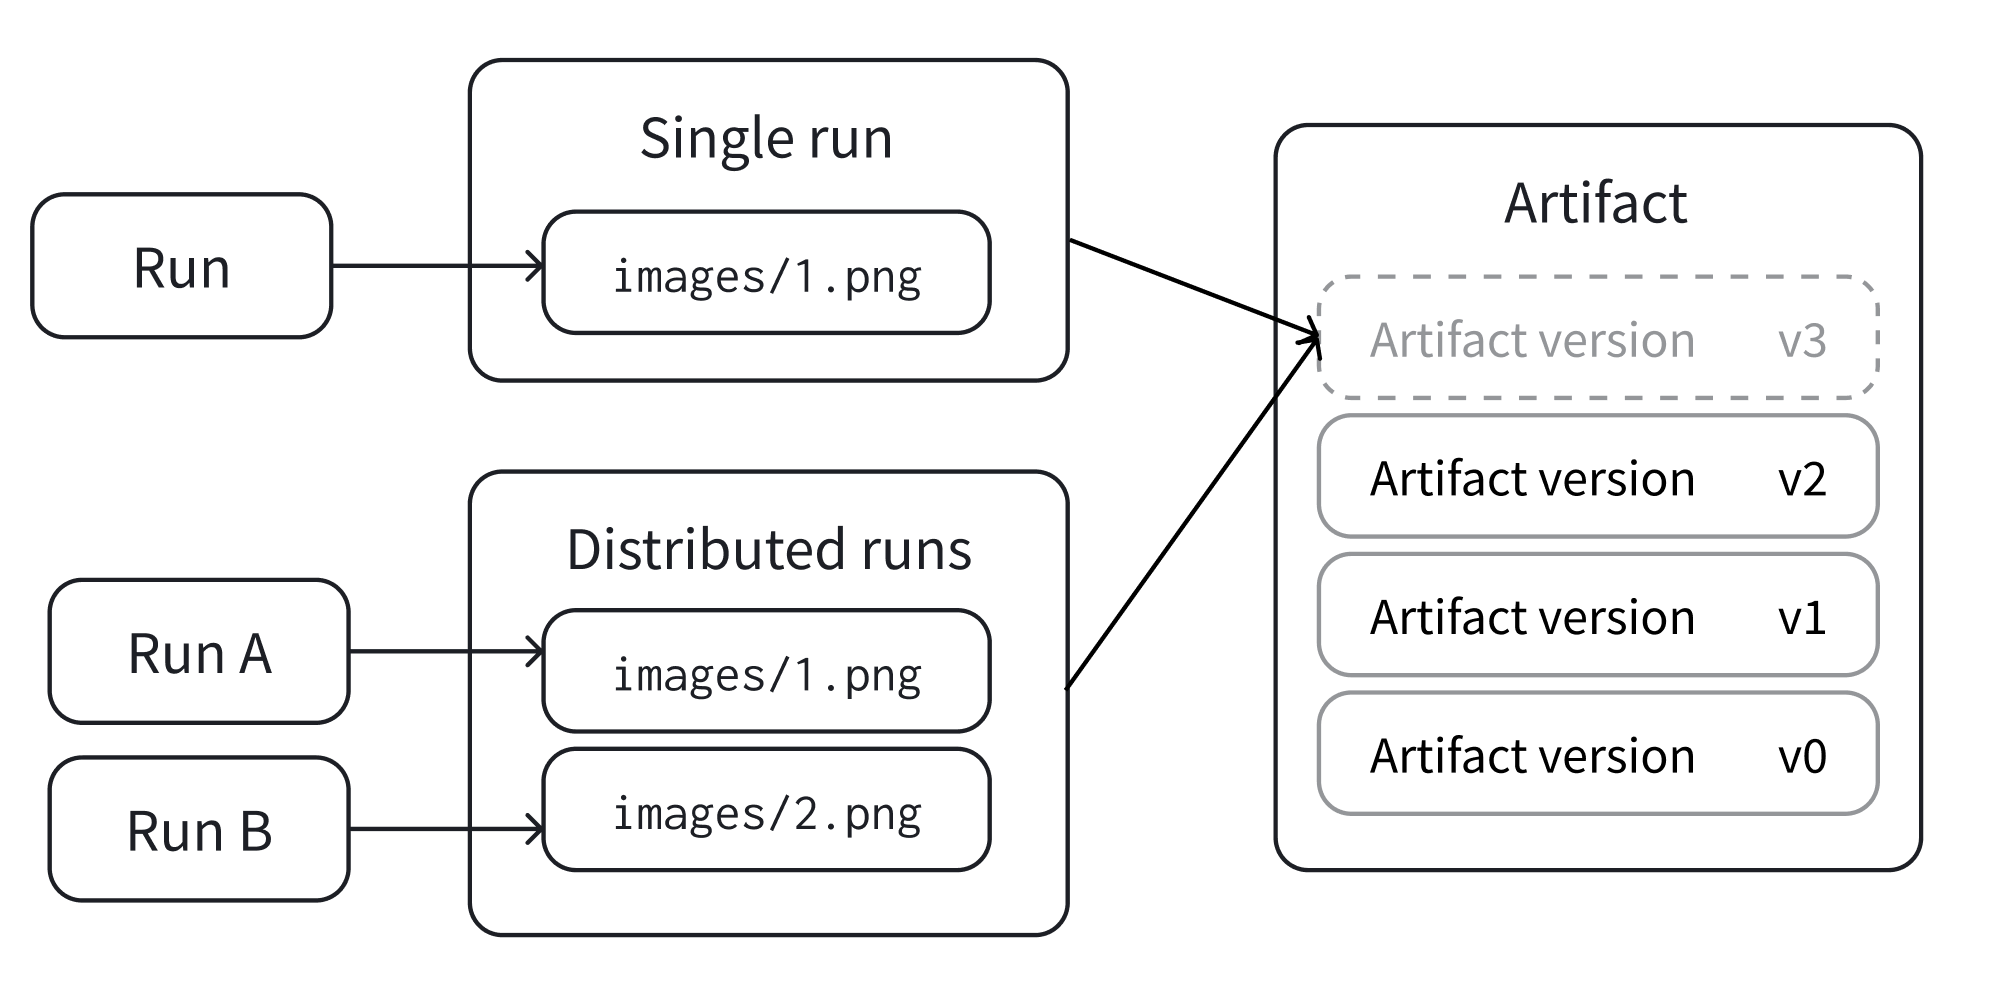 Single run
Run
images/1.png
Distributed runs
Run A
images/1.png
Run B
images/2.png
Artifact
Artifact version v3
Artifact version v2
Artifact version v1
Artifact version v0